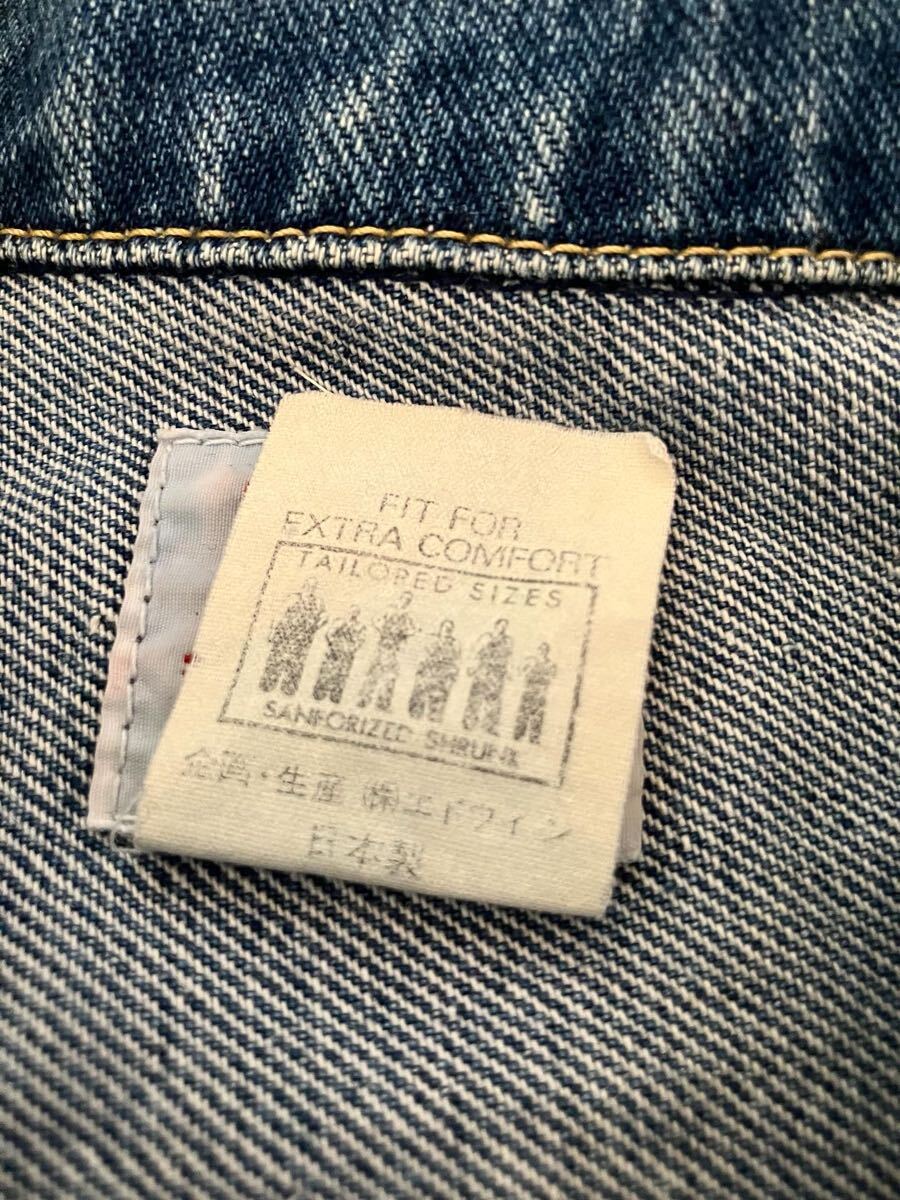 FIT FOR
EXTRA COMFORT
TAILORED SIZES
SANFORIZED SHRUNK
企画・生産 ㈱エドウイン
日本製